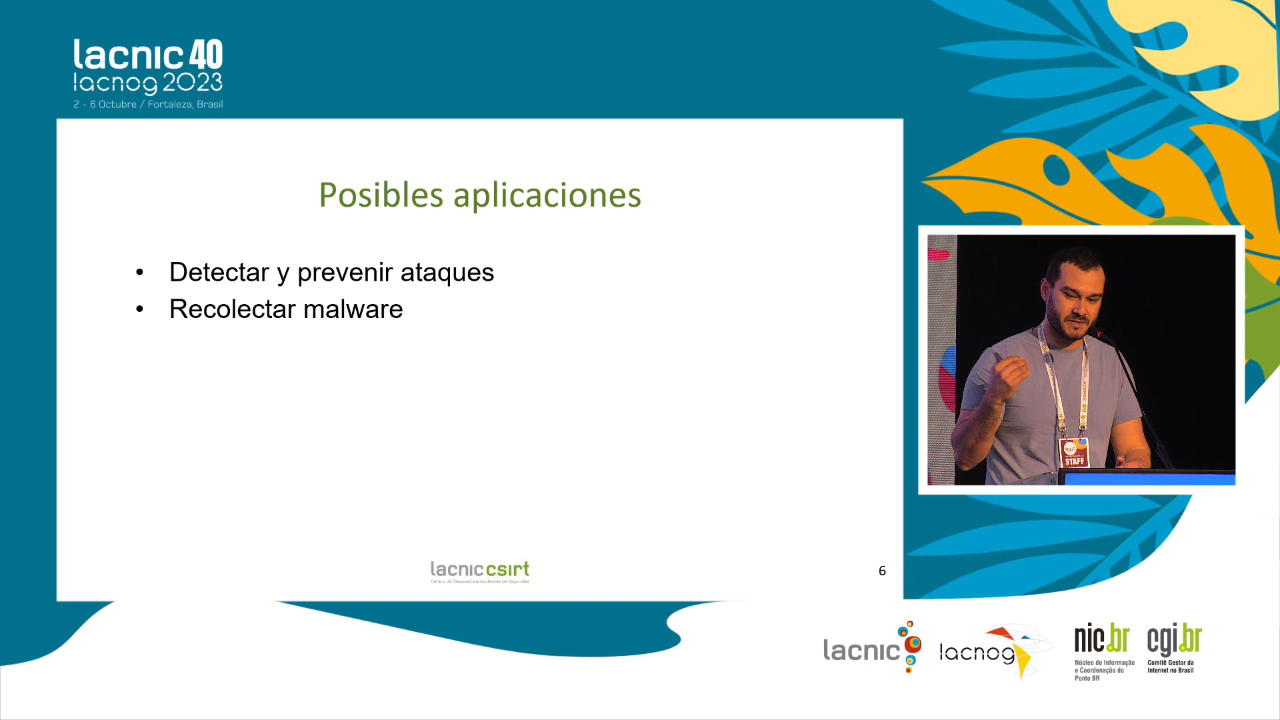 lacnic 40
lacnog 2023
2 - 6 Octubre / Fortaleza, Brasil
Posibles aplicaciones
• Detectar y prevenir ataques
• Recolectar malware
STAFF
lacnic csirt
Centro de Respuesta a Incidentes de Seguridad
6
lacnic
lacnog
nic.br
Núcleo de Informação
e Coordenação do
Ponto BR
cgi.br
Comitê Gestor da
Internet no Brasil